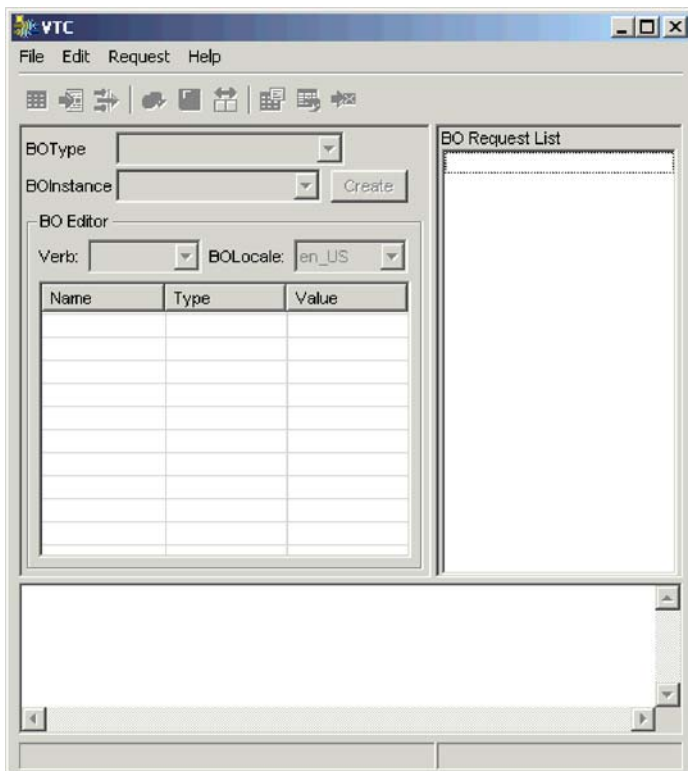 VTC
File Edit Request Help
BOType
BOInstance Create
BO Editor
Verb: BOLocale: en_US
Name Type Value
BO Request List